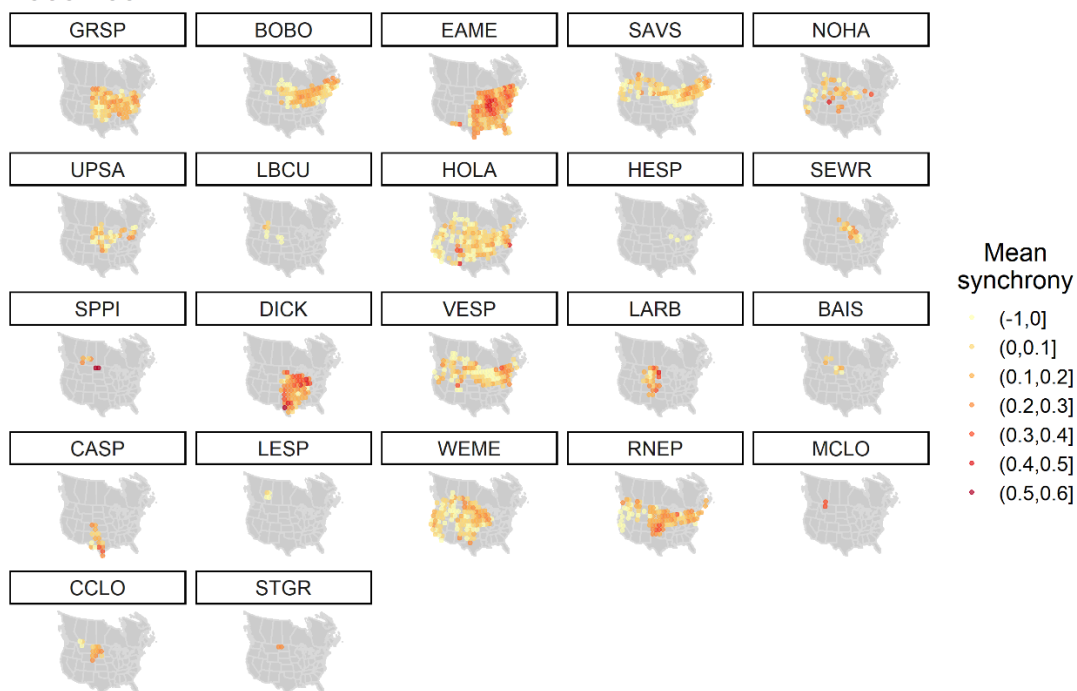 GRSP BOBO EAME SAVS NOHA
UPSA LBCU HOLA HESP SEWR
SPPI DICK VESP LARB BAIS
CASP LESP WEME RNEP MCLO
CCLO STGR
Mean
synchrony
(-1,0]
(0,0.1]
(0.1,0.2]
(0.2,0.3]
(0.3,0.4]
(0.4,0.5]
(0.5,0.6]